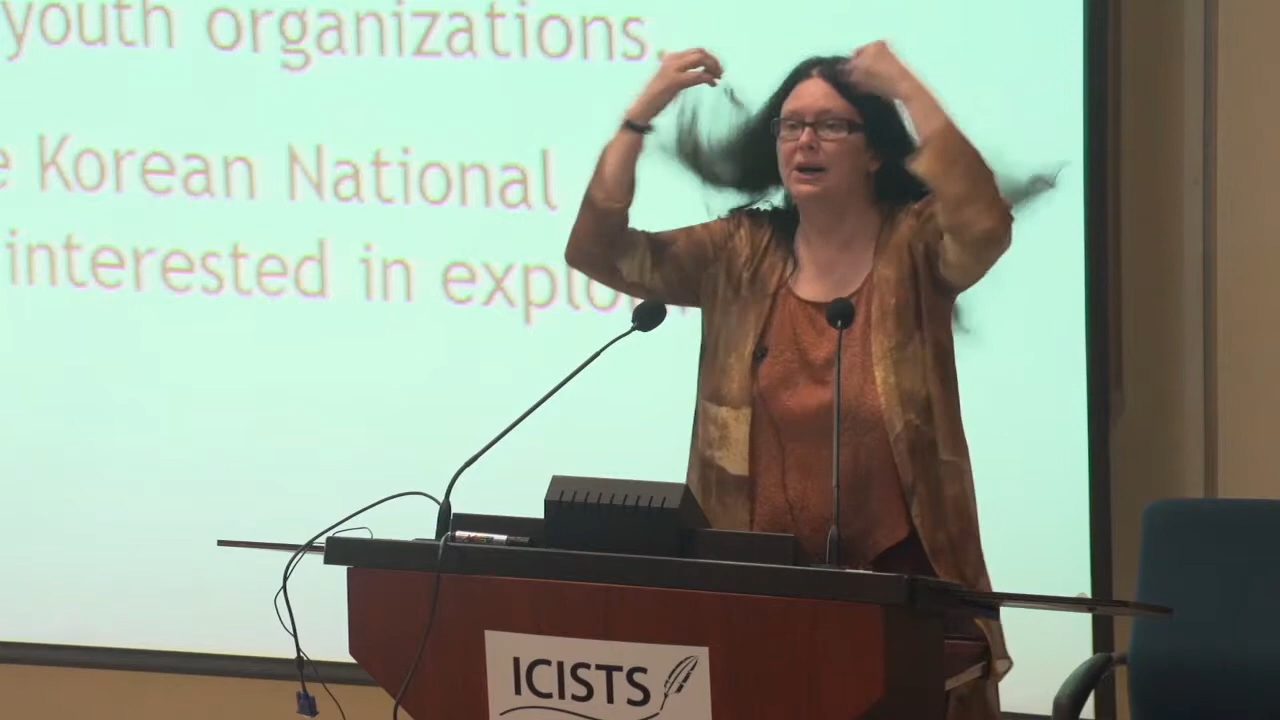 youth organizations.
Korean National
interested in explo
ICISTS